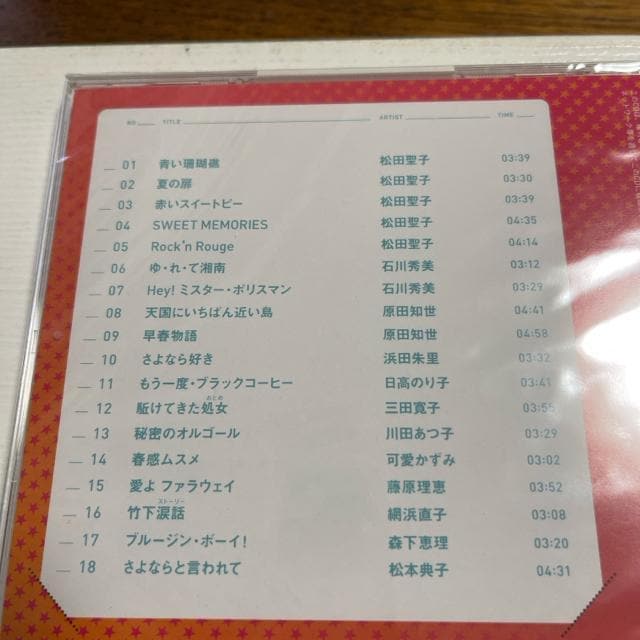 NO. TITLE ARTIST TIME
01 青い珊瑚礁 松田聖子 03:39
02 夏の扉 松田聖子 03:30
03 赤いスイートピー 松田聖子 03:39
04 SWEET MEMORIES 松田聖子 04:35
05 Rock'n Rouge 松田聖子 04:14
06 ゆ・れ・て湘南 石川秀美 03:12
07 Hey! ミスター・ポリスマン 石川秀美 03:29
08 天国にいちばん近い島 原田知世 04:41
09 早春物語 原田知世 04:58
10 さよなら好き 浜田朱里 03:32
11 もう一度・ブラックコーヒー 日高のり子 03:41
おとめ
12 駈けてきた処女 三田寛子 03:55
13 秘密のオルゴール 川田あつ子 03:29
14 春感ムスメ 可愛かずみ 03:02
15 愛よ ファラウェイ 藤原理恵 03:52
ストーリー
16 竹下涙話 網浜直子 03:08
17 ブルージン・ボーイ! 森下恵理 03:20
18 さよならと言われて 松本典子 04:31